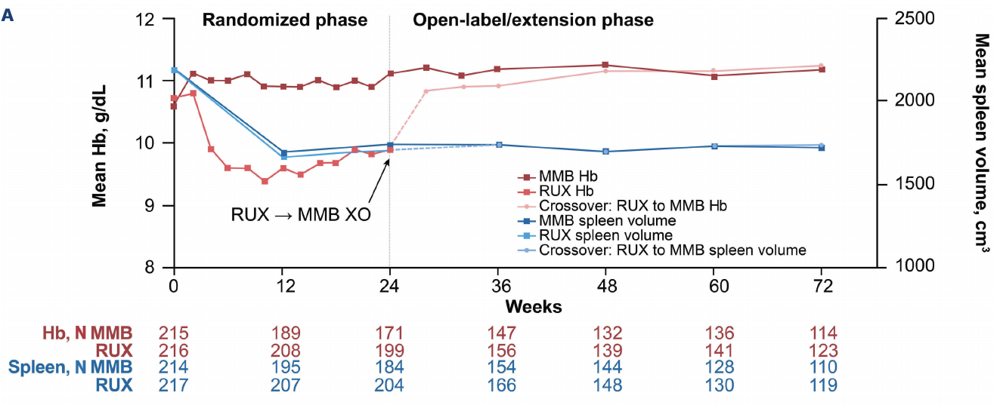 A
Randomized phase
Open-label/extension phase
Mean Hb, g/dL
12
11
10
9
8
2500
2000
1500
1000
Mean spleen volume, cm³
RUX → MMB XO
MMB Hb
RUX Hb
Crossover: RUX to MMB Hb
MMB spleen volume
RUX spleen volume
Crossover: RUX to MMB spleen volume
0 12 24 36 48 60 72
Weeks
Hb, N MMB 215 189 171 147 132 136 114
RUX 216 208 199 156 139 141 123
Spleen, N MMB 214 195 184 154 144 128 110
RUX 217 207 204 166 148 130 119